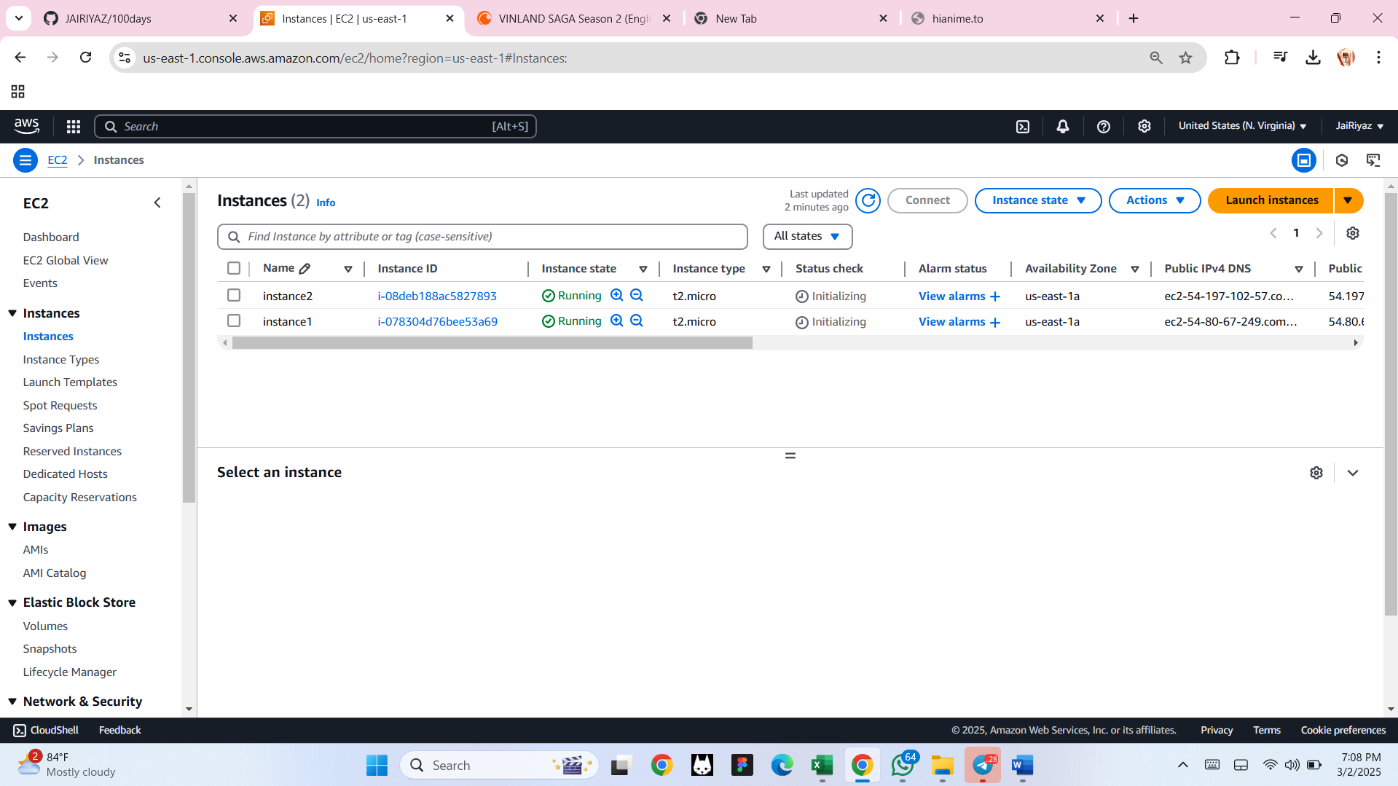 JAIRIYAZ/100days
Instances | EC2 | us-east-1
VINLAND SAGA Season 2 (Engli
New Tab
hianime.to
us-east-1.console.aws.amazon.com/ec2/home?region=us-east-1#Instances:
aws
Search
[Alt+S]
United States (N. Virginia)
JaiRiyaz
EC2
Instances
EC2
Dashboard
EC2 Global View
Events
Instances
Instances
Instance Types
Launch Templates
Spot Requests
Savings Plans
Reserved Instances
Dedicated Hosts
Capacity Reservations
Images
AMIs
AMI Catalog
Elastic Block Store
Volumes
Snapshots
Lifecycle Manager
Network & Security
Instances (2) Info
Last updated
2 minutes ago
Connect
Instance state
Actions
Launch instances
Find Instance by attribute or tag (case-sensitive)
All states
1
Name Instance ID Instance state Instance type Status check Alarm status Availability Zone Public IPv4 DNS Public
instance2 i-08deb188ac5827893 Running t2.micro Initializing View alarms + us-east-1a ec2-54-197-102-57.co... 54.197
instance1 i-078304d76bee53a69 Running t2.micro Initializing View alarms + us-east-1a ec2-54-80-67-249.com... 54.80.6
Select an instance
CloudShell
Feedback
© 2025, Amazon Web Services, Inc. or its affiliates.
Privacy
Terms
Cookie preferences
2
84°F
Mostly cloudy
Search
64
28
7:08 PM
3/2/2025